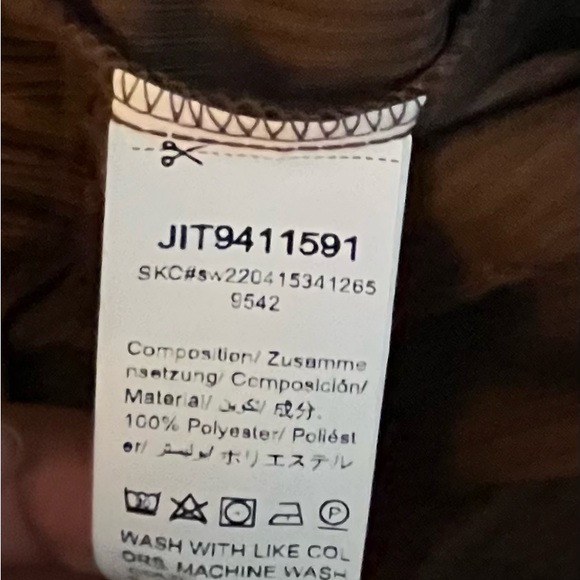 JIT9411591
SKC#sw220415341265
9542
Composition/ Zusamme
nsetzung/ Composición/
Material/ تكوين/ 成分.
100% Polyester/ Poliést
er/ بوليستر/ ポリエステル
P
WASH WITH LIKE COL
ORS. MACHINE WASH